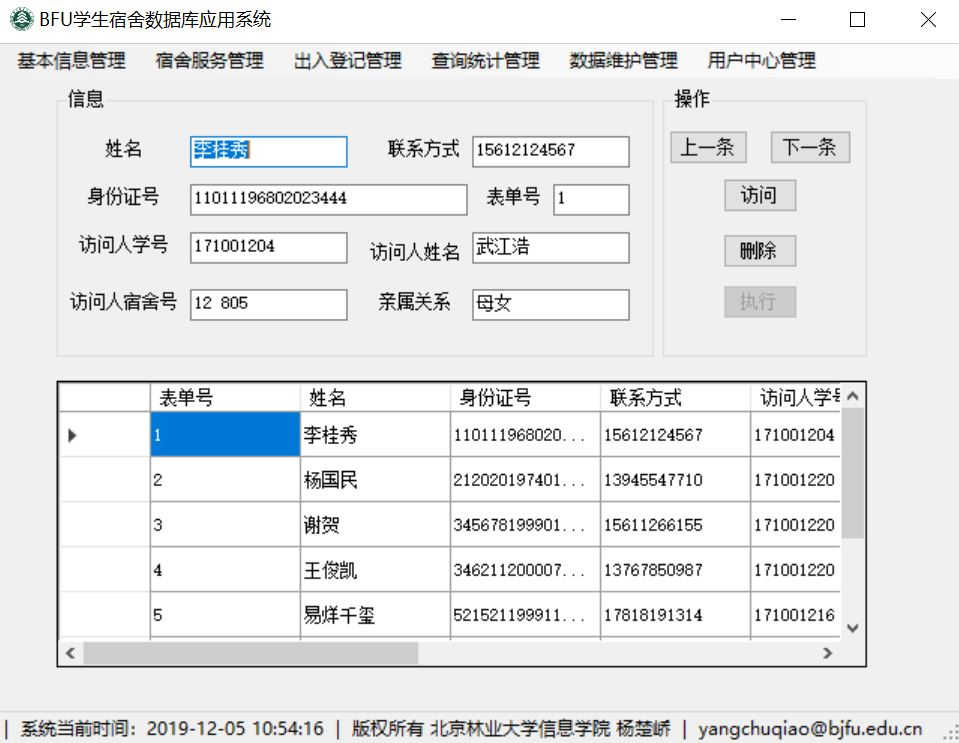 BFU学生宿舍数据库应用系统
基本信息管理 宿舍服务管理 出入登记管理 查询统计管理 数据维护管理 用户中心管理
信息 操作
姓名 李桂秀 联系方式 15612124567 上一条 下一条
身份证号 11011196802023444 表单号 1 访问
访问人学号 171001204 访问人姓名 武江浩 删除
访问人宿舍号 12 805 亲属关系 母女 执行
表单号 姓名 身份证号 联系方式 访问人学号
1 李桂秀 110111968020... 15612124567 171001204
2 杨国民 212020197401... 13945547710 171001220
3 谢贺 345678199901... 15611266155 171001220
4 王俊凯 346211200007... 13767850987 171001220
5 易烊千玺 521521199911... 17818191314 171001216
| 系统当前时间：2019-12-05 10:54:16 | 版权所有 北京林业大学信息学院 杨楚峤 | yangchuqiao@bjfu.edu.cn